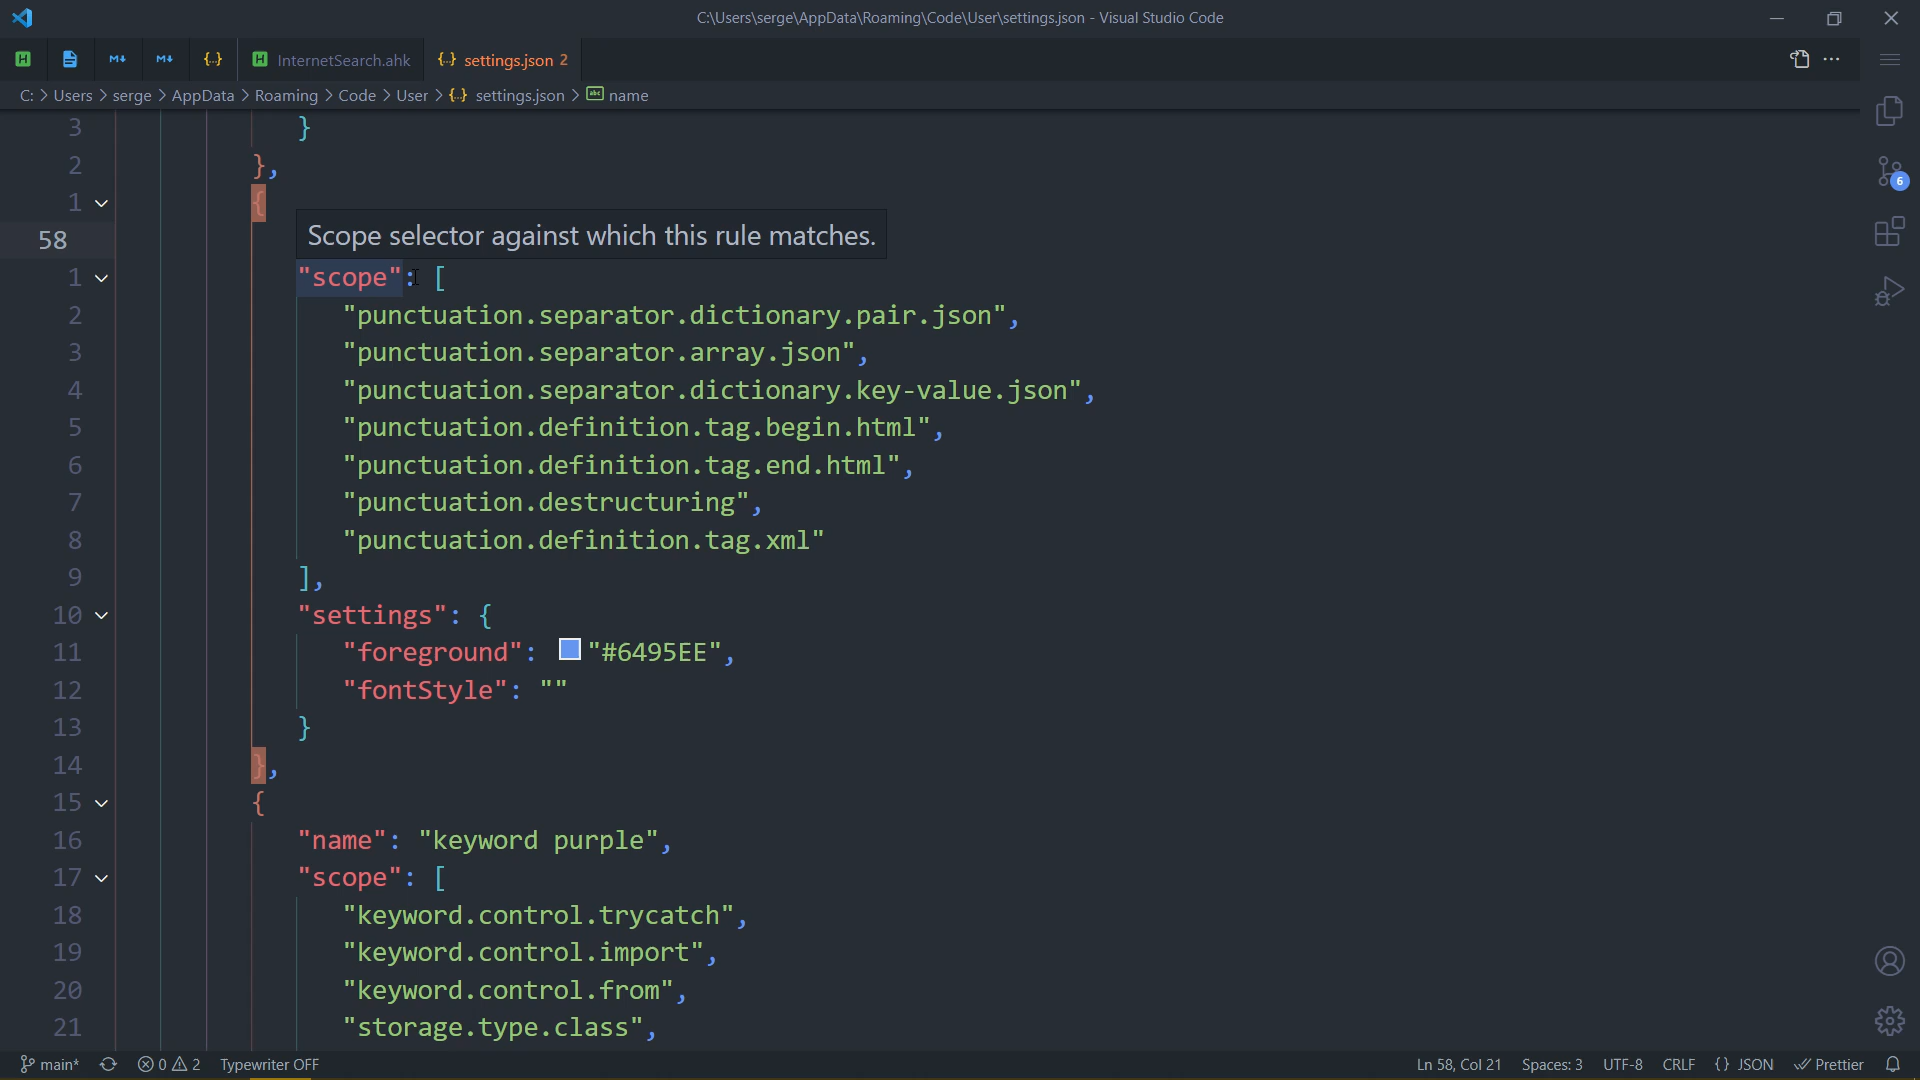 C:\Users\serge\AppData\Roaming\Code\User\settings.json - Visual Studio Code
InternetSearch.ahk
{..} settings.json 2
C: > Users > serge > AppData > Roaming > Code > User > {..} settings.json > abc name
3 }
2 },
1 {
58
Scope selector against which this rule matches.
1 "scope": [
2 "punctuation.separator.dictionary.pair.json",
3 "punctuation.separator.array.json",
4 "punctuation.separator.dictionary.key-value.json",
5 "punctuation.definition.tag.begin.html",
6 "punctuation.definition.tag.end.html",
7 "punctuation.destructuring",
8 "punctuation.definition.tag.xml"
9 ],
10 "settings": {
11 "foreground": "#6495EE",
12 "fontStyle": ""
13 }
14 },
15 {
16 "name": "keyword purple",
17 "scope": [
18 "keyword.control.trycatch",
19 "keyword.control.import",
20 "keyword.control.from",
21 "storage.type.class",
6
main* 0 2 Typewriter OFF
Ln 58, Col 21 Spaces: 3 UTF-8 CRLF {} JSON Prettier